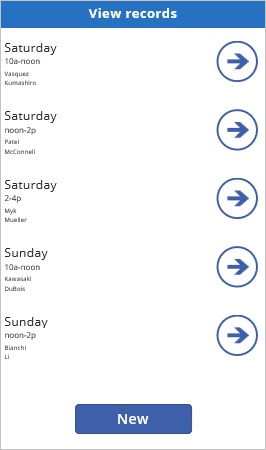 View records
Saturday
10a-noon
Vasquez
Kumashiro
Saturday
noon-2p
Patel
McConnell
Saturday
2-4p
Myk
Mueller
Sunday
10a-noon
Kawasaki
DuBois
Sunday
noon-2p
Bianchi
Li
New